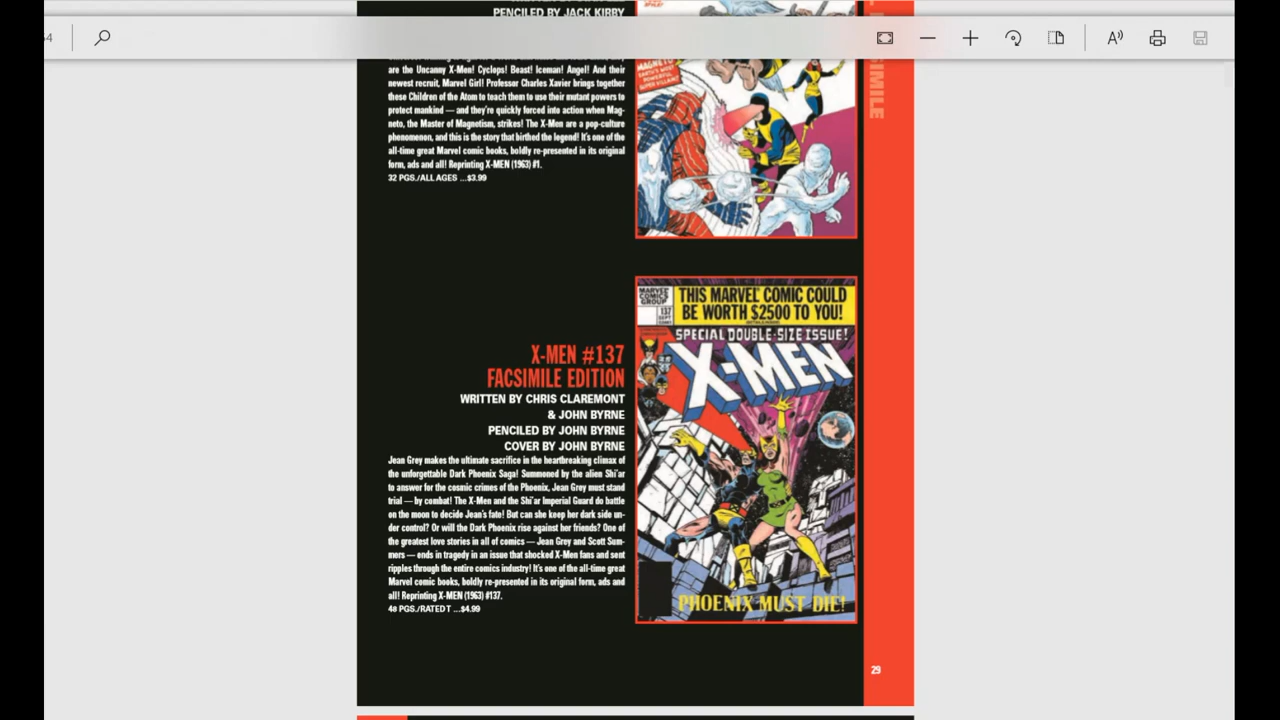 PENCILED BY JACK KIRBY
are the Uncanny X-Men! Cyclops! Beast! Iceman! Angel! And their
newest recruit, Marvel Girl! Professor Charles Xavier brings together
these Children of the Atom to teach them to use their mutant powers to
protect mankind — and they're quickly forced into action when Mag-
neto, the Master of Magnetism, strikes! The X-Men are a pop-culture
phenomenon, and this is the story that birthed the legend! It's one of the
all-time great Marvel comic books, boldly re-presented in its original
form, ads and all! Reprinting X-MEN (1963) #1.
32 PGS./ALL AGES ...$3.99
MAGNETO
EARTH'S MOST
POWERFUL
SUPER VILLAIN!
X-MEN #137
FACSIMILE EDITION
WRITTEN BY CHRIS CLAREMONT
& JOHN BYRNE
PENCILED BY JOHN BYRNE
COVER BY JOHN BYRNE
Jean Grey makes the ultimate sacrifice in the heartbreaking climax of
the unforgettable Dark Phoenix Saga! Summoned by the alien Shi'ar
to answer for the cosmic crimes of the Phoenix, Jean Grey must stand
trial — by combat! The X-Men and the Shi'ar Imperial Guard do battle
on the moon to decide Jean's fate! But can she keep her dark side un-
der control? Or will the Dark Phoenix rise against her friends? One of
the greatest love stories in all of comics — Jean Grey and Scott Sum-
mers — ends in tragedy in an issue that shocked X-Men fans and sent
ripples through the entire comics industry! It's one of the all-time great
Marvel comic books, boldly re-presented in its original form, ads and
all! Reprinting X-MEN (1963) #137.
48 PGS./RATED T ...$4.99
MARVEL
COMICS
GROUP
137
SEPT
THIS MARVEL COMIC COULD
BE WORTH $2500 TO YOU!
SPECIAL DOUBLE-SIZE ISSUE!
X-MEN
PHOENIX MUST DIE!
29